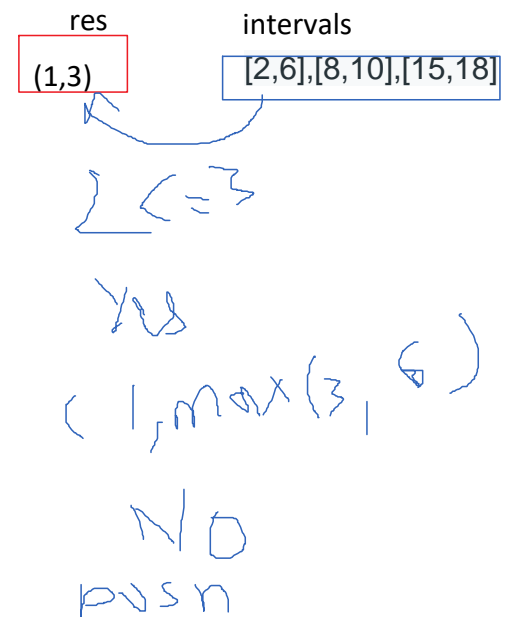 res intervals
(1,3) [2,6],[8,10],[15,18]
2 <= 3
Yes
(1, max(3, 6)
NO
push